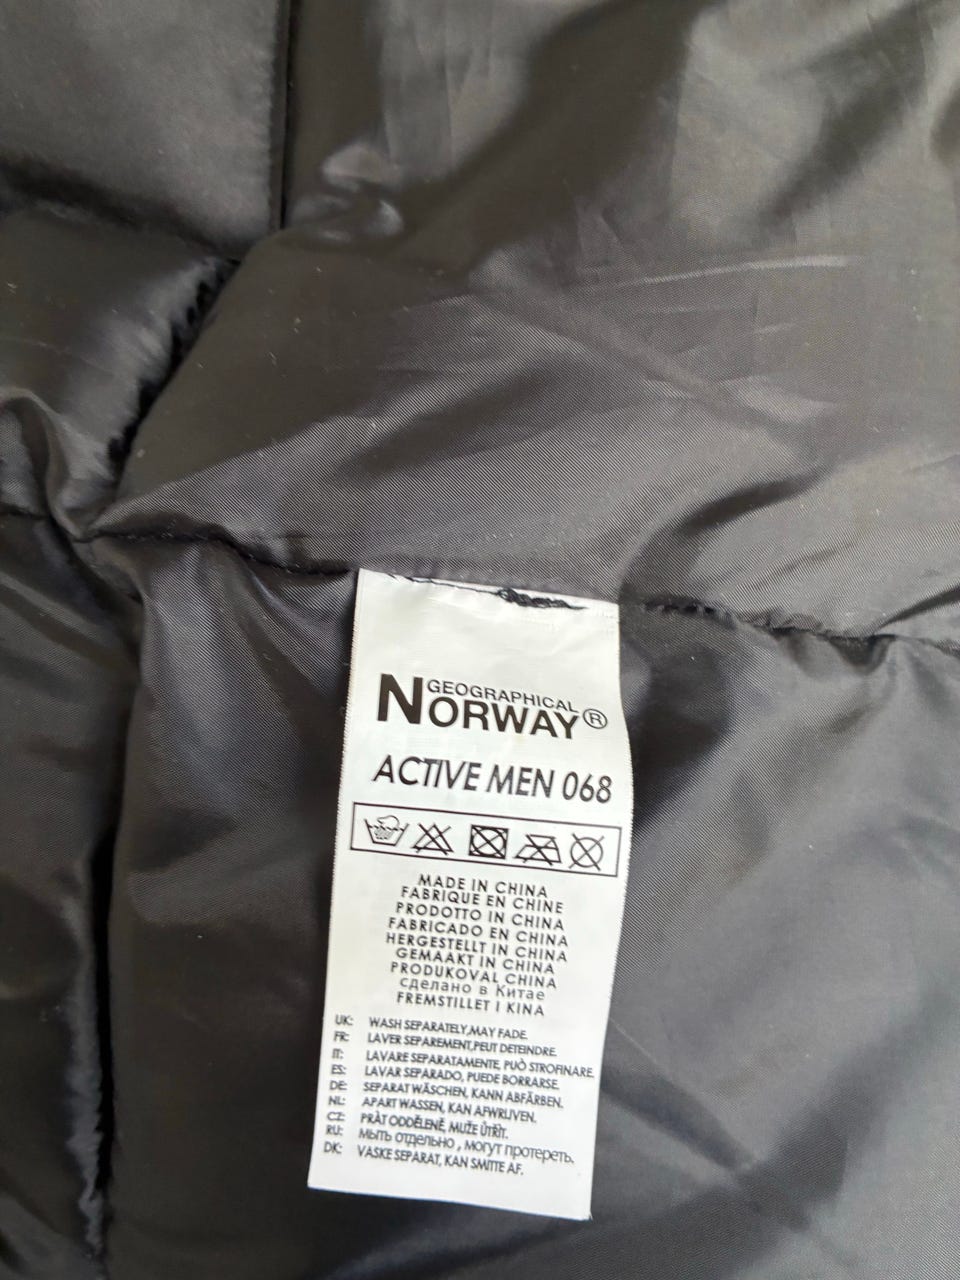 GEOGRAPHICAL
NORWAY®
ACTIVE MEN 068
MADE IN CHINA
FABRIQUE EN CHINE
PRODOTTO IN CHINA
FABRICADO EN CHINA
HERGESTELLT IN CHINA
GEMAAKT IN CHINA
PRODUKOVAL CHINA
сделано в Китае
FREMSTILLET I KINA
UK: WASH SEPARATELY,MAY FADE.
FR: LAVER SEPAREMENT,PEUT DETEINDRE.
IT: LAVARE SEPARATAMENTE, PUÒ STROFINARE.
ES: LAVAR SEPARADO, PUEDE BORRARSE.
DE: SEPARAT WÄSCHEN, KANN ABFÄRBEN.
NL: APART WASSEN, KAN AFWRIJVEN.
CZ: PRÀT ODDĚLENĚ, MUŽE ŮTŘÍT.
RU: мыть отдельно , могут протереть.
DK: VASKE SEPARAT, KAN SMITTE AF.